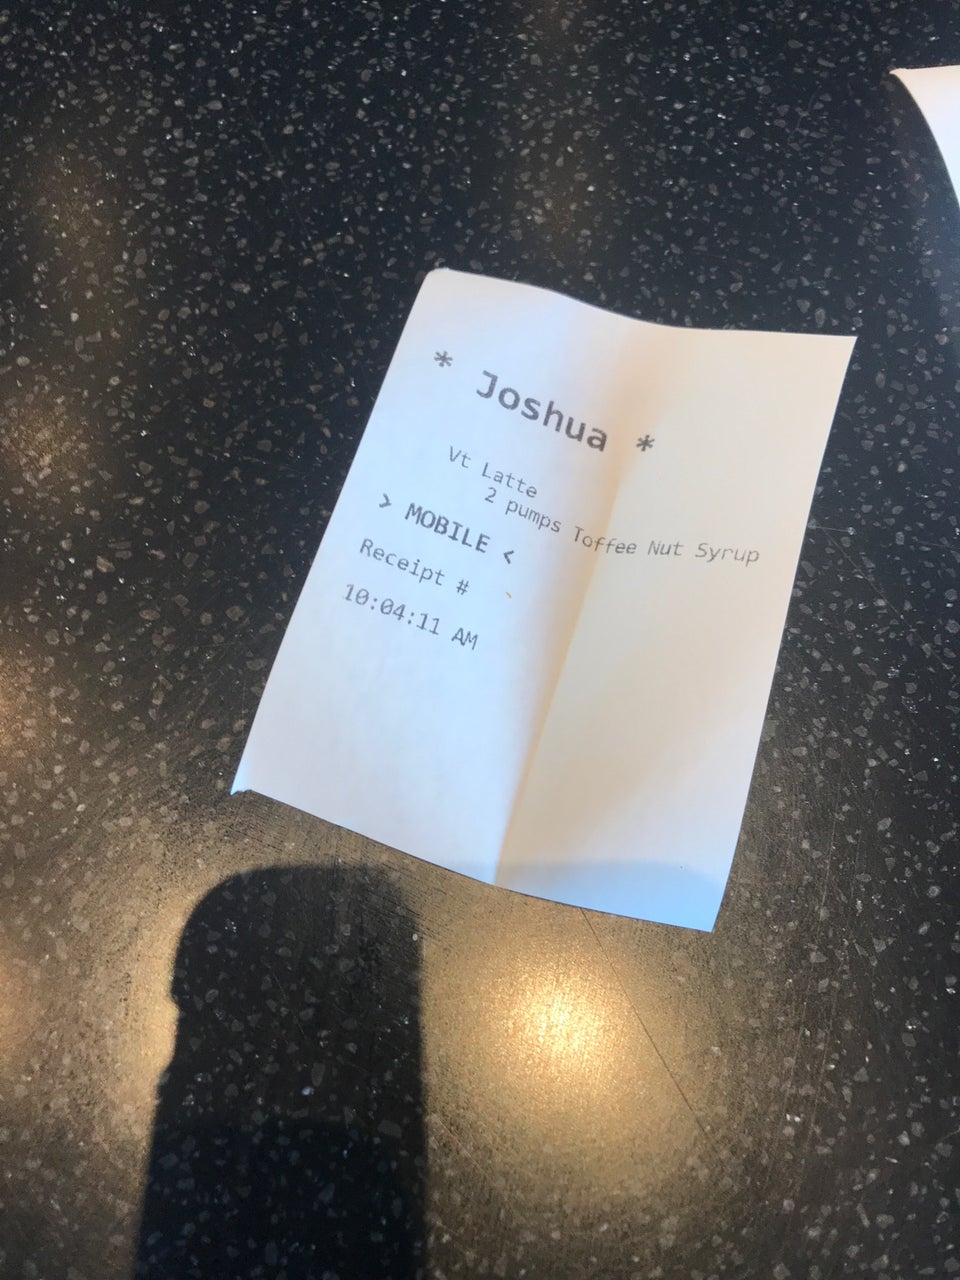 * Joshua *
Vt Latte
2 pumps Toffee Nut Syrup
> MOBILE <
Receipt #
10:04:11 AM